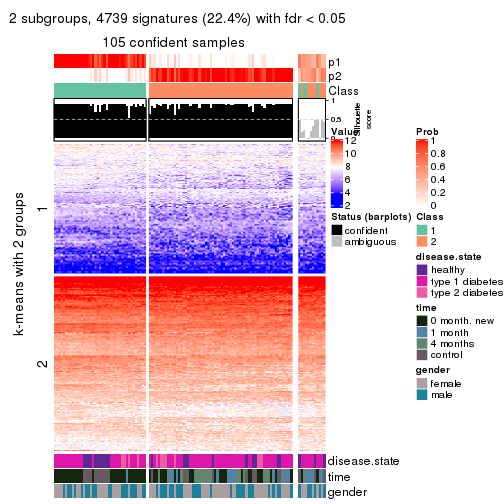 2 subgroups, 4739 signatures (22.4%) with fdr < 0.05
105 confident samples
p1
p2
Class
1
0.5
0
Silhouette
score
k-means with 2 groups
1
2
disease.state
time
gender
Value
12
10
8
6
4
2
Prob
1
0.8
0.6
0.4
0.2
0
Status (barplots)
confident
ambiguous
Class
1
2
disease.state
healthy
type 1 diabetes
type 2 diabetes
time
0 month. new
1 month
4 months
control
gender
female
male